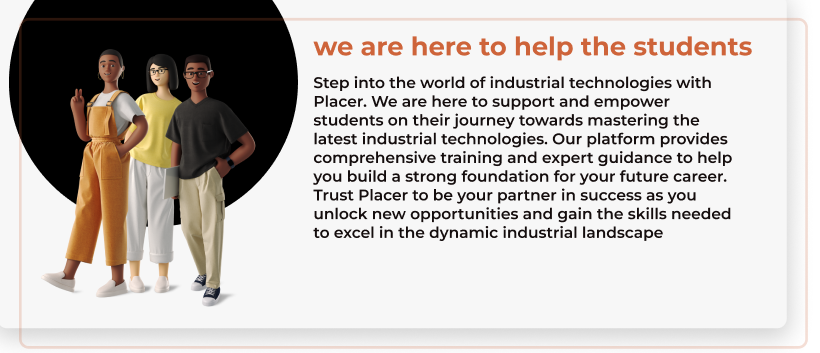 we are here to help the students
Step into the world of industrial technologies with
Placer. We are here to support and empower
students on their journey towards mastering the
latest industrial technologies. Our platform provides
comprehensive training and expert guidance to help
you build a strong foundation for your future career.
Trust Placer to be your partner in success as you
unlock new opportunities and gain the skills needed
to excel in the dynamic industrial landscape